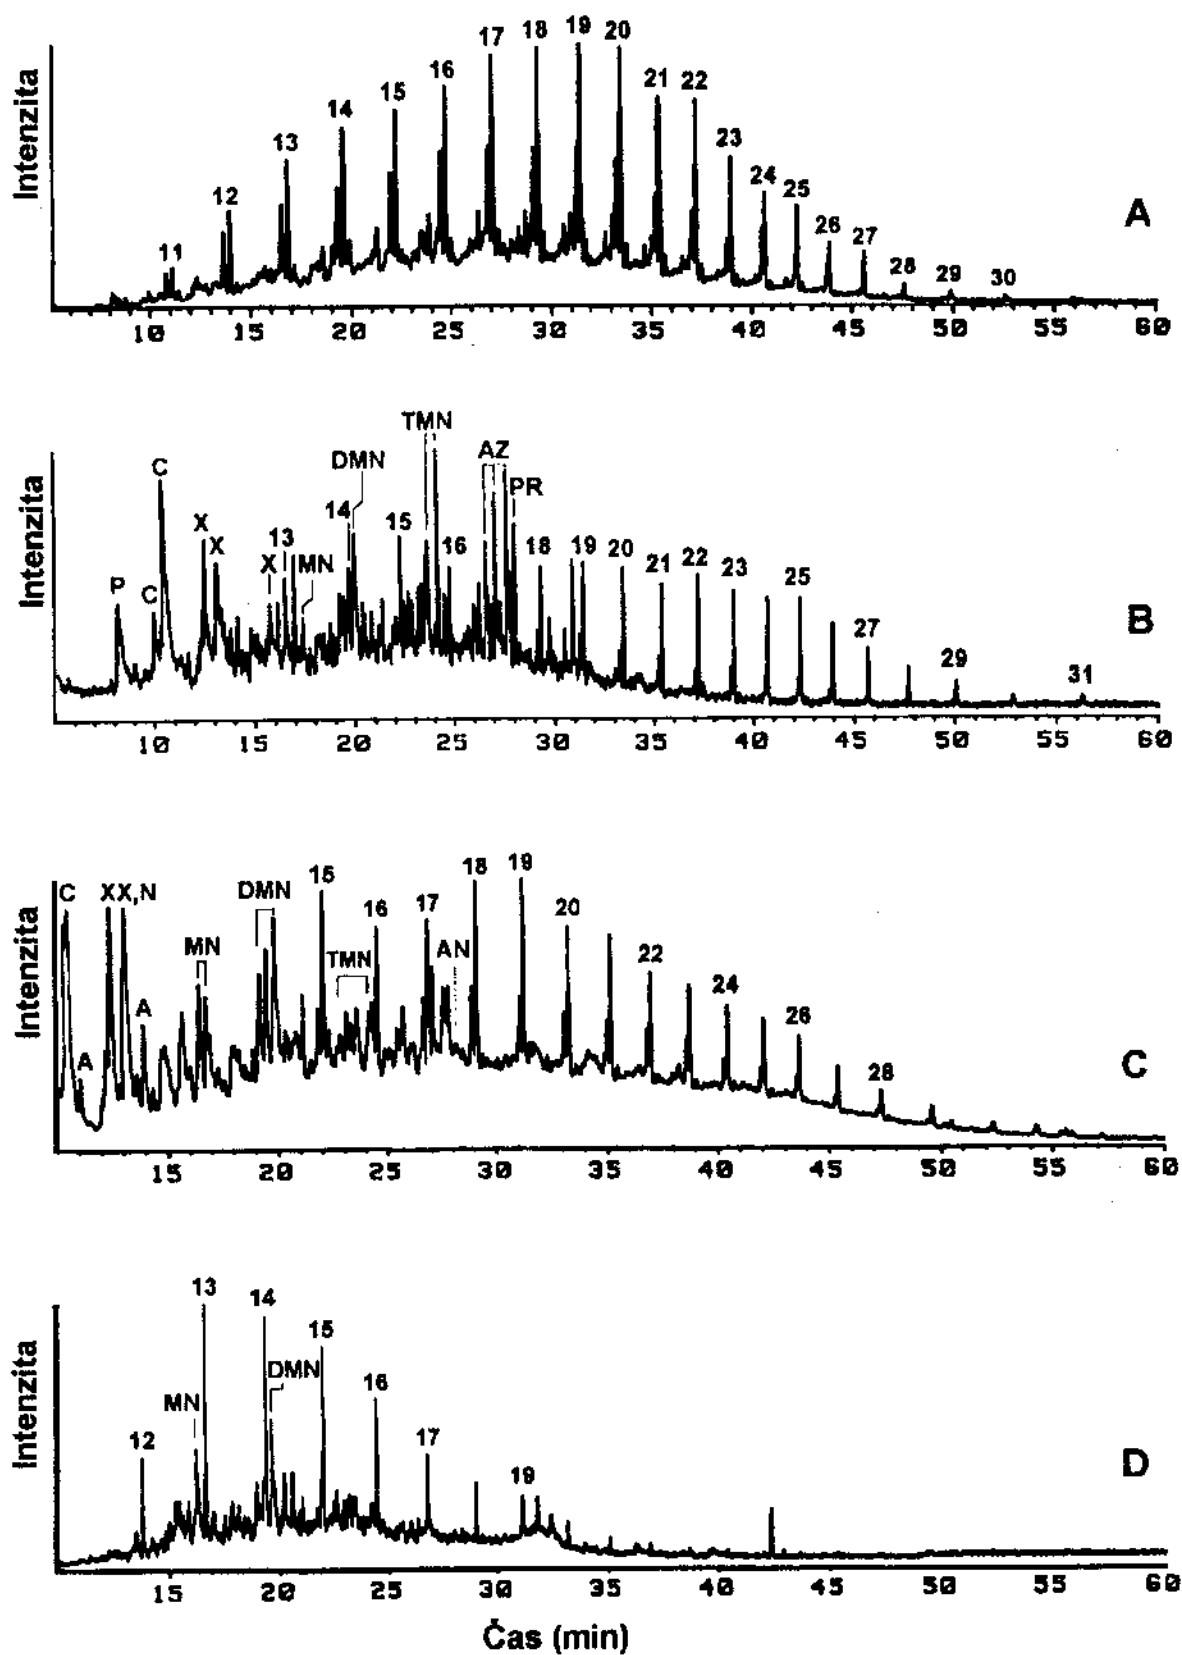 Intenzita
11 12 13 14 15 16 17 18 19 20 21 22 23 24 25 26 27 28 29 30
A
10 15 20 25 30 35 40 45 50 55 60
Intenzita
P C C X X X 13 MN 14 DMN 15 TMN 16 AZ PR 18 19 20 21 22 23 25 27 29 31
B
10 15 20 25 30 35 40 45 50 55 60
Intenzita
C A XX,N A MN DMN 15 TMN 16 17 AN 18 19 20 22 24 26 28
C
15 20 25 30 35 40 45 50 55 60
Intenzita
12 MN 13 14 DMN 15 16 17 19
D
15 20 25 30 35 40 45 50 55 60
Čas (min)